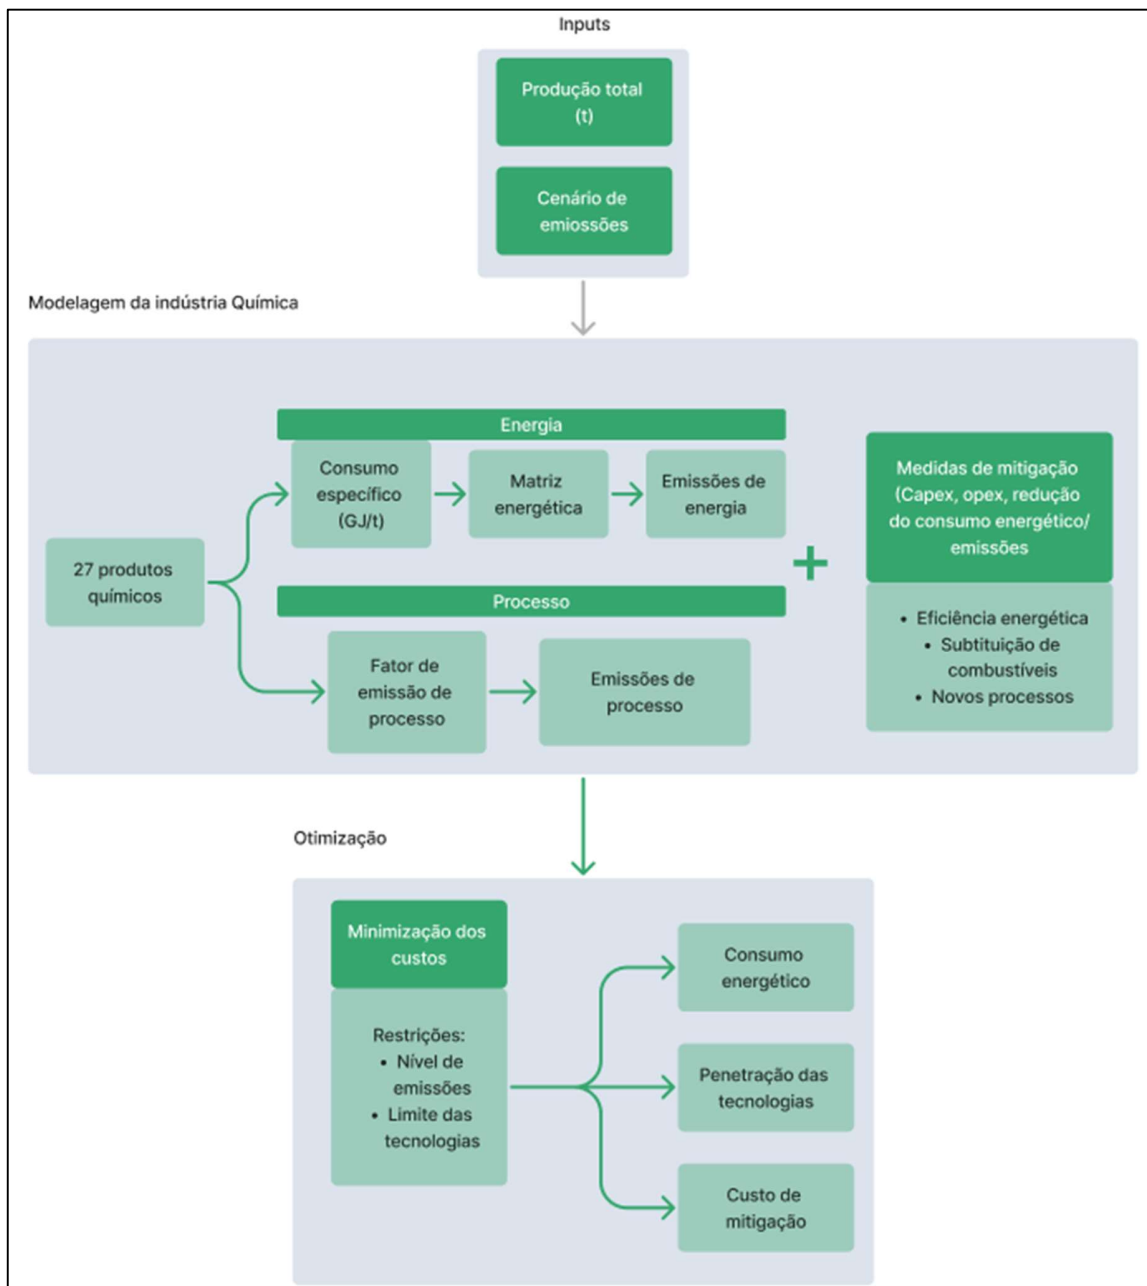 Inputs
Produção total
(t)
Cenário de
emiossões
Modelagem da indústria Química
Energia
Consumo
específico
(GJ/t)
Matriz
energética
Emissões de
energia
27 produtos
químicos
Processo
Fator de
emissão de
processo
Emissões de
processo
+
Medidas de mitigação
(Capex, opex, redução
do consumo energético/
emissões
• Eficiência energética
• Subtituição de
combustíveis
• Novos processos
Otimização
Minimização dos
custos
Restrições:
• Nível de
emissões
• Limite das
tecnologias
Consumo
energético
Penetração das
tecnologias
Custo de
mitigação